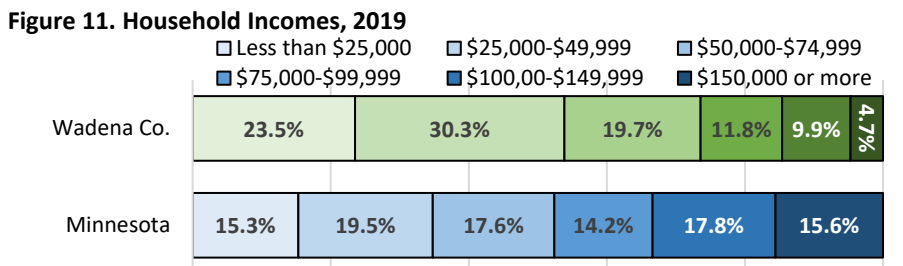 Figure 11. Household Incomes, 2019
Less than $25,000 $25,000-$49,999 $50,000-$74,999
$75,000-$99,999 $100,00-$149,999 $150,000 or more
Wadena Co. 23.5% 30.3% 19.7% 11.8% 9.9% 4.7%
Minnesota 15.3% 19.5% 17.6% 14.2% 17.8% 15.6%